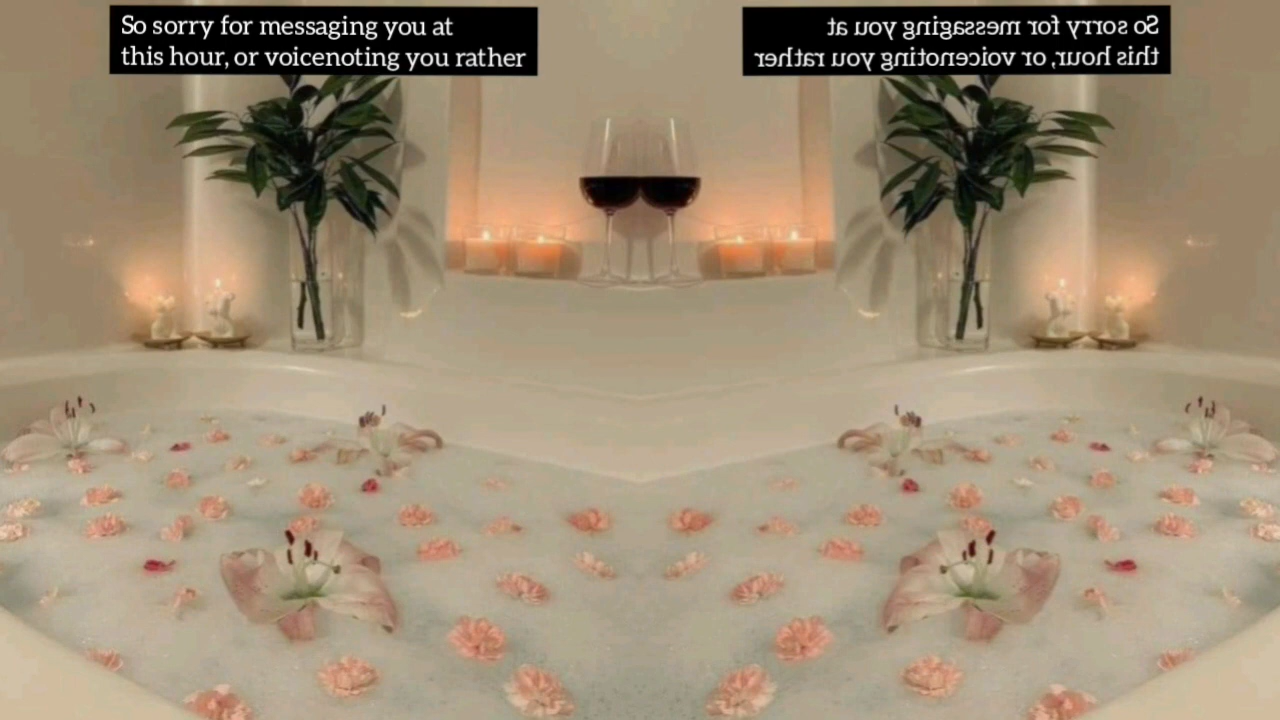 So sorry for messaging you at
this hour, or voicenoting you rather
So sorry for messaging you at
this hour, or voicenoting you rather